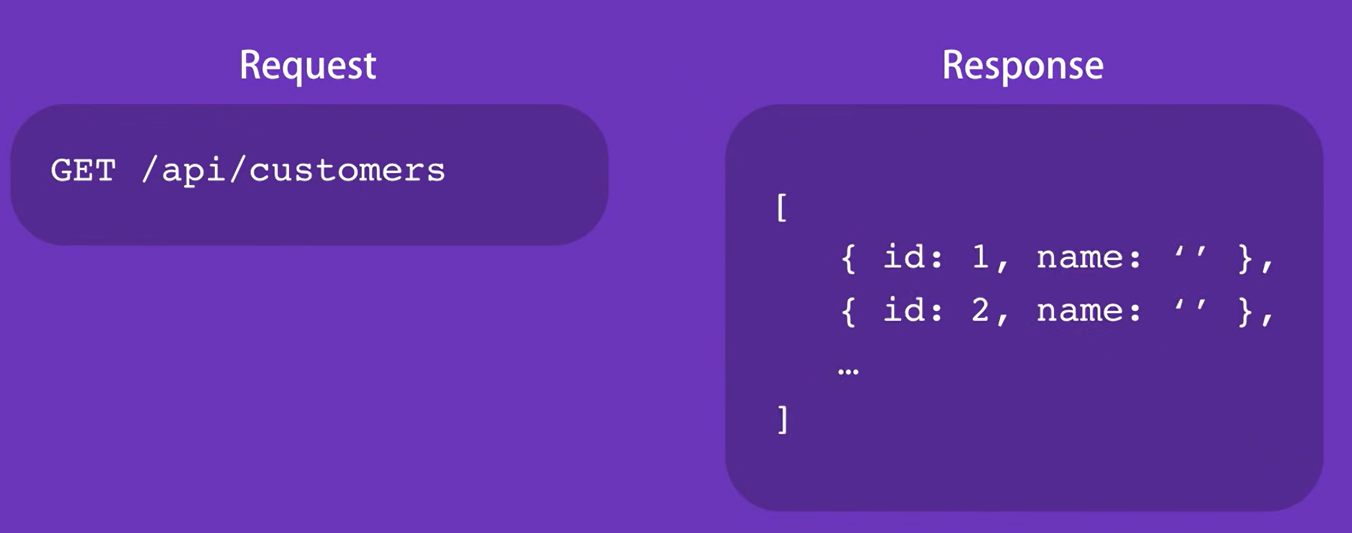 Request
GET /api/customers
Response
[
{ id: 1, name: ‘’ },
{ id: 2, name: ‘’ },
…
]